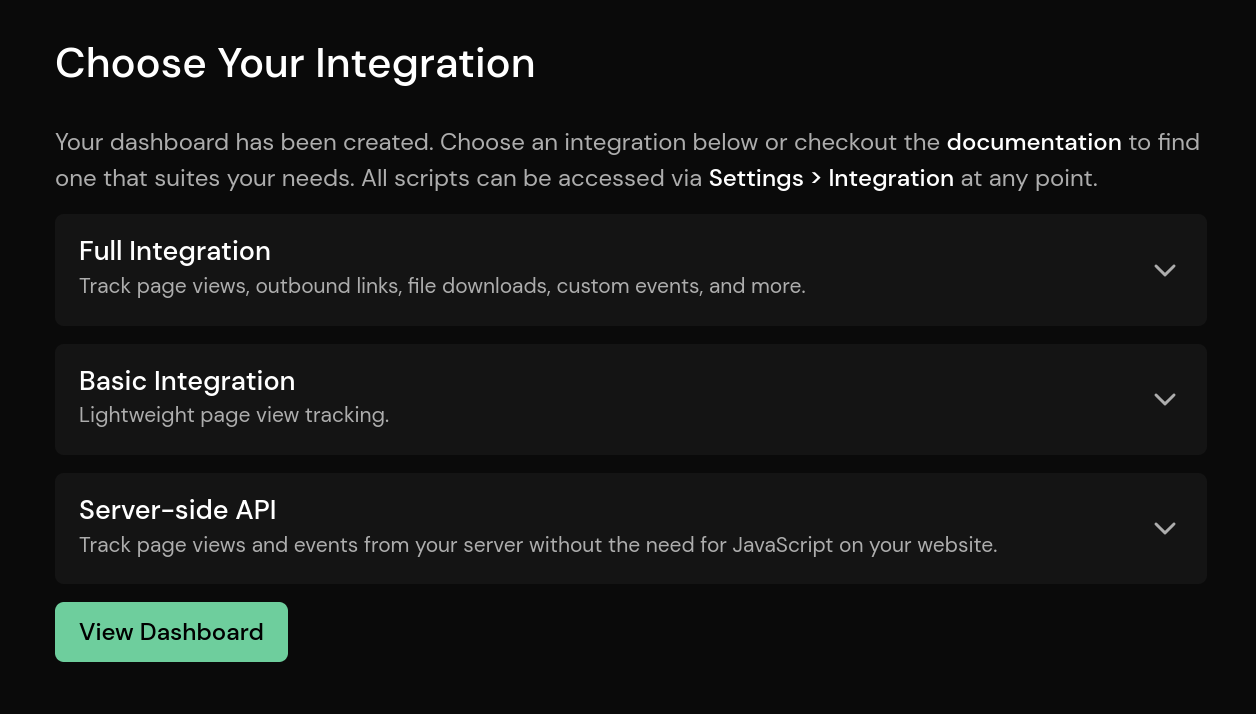 Choose Your Integration
Your dashboard has been created. Choose an integration below or checkout the documentation to find
one that suites your needs. All scripts can be accessed via Settings > Integration at any point.
Full Integration
Track page views, outbound links, file downloads, custom events, and more.
Basic Integration
Lightweight page view tracking.
Server-side API
Track page views and events from your server without the need for JavaScript on your website.
View Dashboard